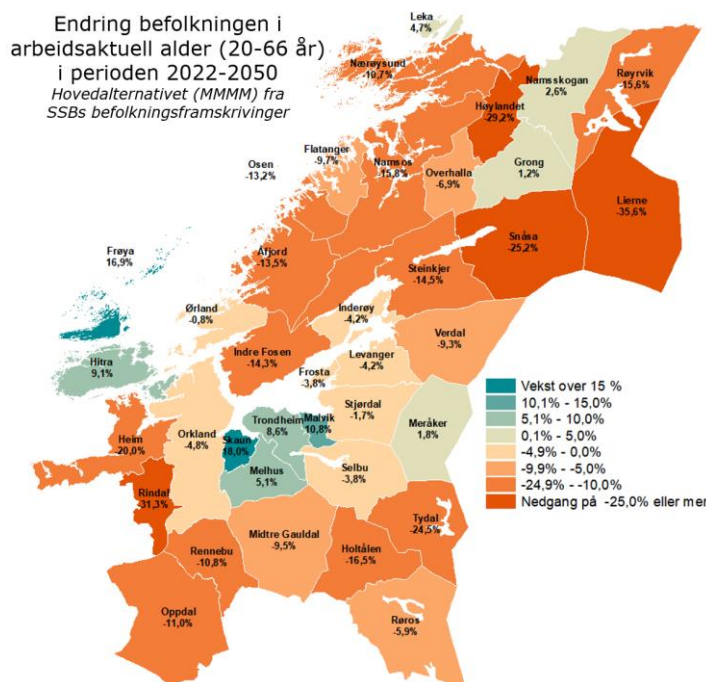 Endring befolkningen i
arbeidsaktuell alder (20-66 år)
i perioden 2022-2050
Hovedalternativet (MMMM) fra
SSBs befolkningsframskrivinger
Leka
4,7%
Nærøysund
-10,7%
Namsskogan
2,6%
Røyrvik
-15,6%
Høylandet
-29,2%
Flatanger
-9,7%
Osen
-13,2%
Namsos
-15,8%
Overhalla
-6,9%
Grong
1,2%
Lierne
-35,6%
Snåsa
-25,2%
Frøya
16,9%
Åfjord
-13,5%
Steinkjer
-14,5%
Ørland
-0,8%
Inderøy
-4,2%
Verdal
-9,3%
Hitra
9,1%
Indre Fosen
-14,3%
Levanger
-4,2%
Frosta
-3,8%
Stjørdal
-1,7%
Meråker
1,8%
Heim
-20,0%
Orkland
-4,8%
Skaun
18,0%
Trondheim
8,6%
Malvik
10,8%
Melhus
5,1%
Selbu
-3,8%
Rindal
-31,3%
Tydal
-24,5%
Midtre Gauldal
-9,5%
Rennebu
-10,8%
Holtålen
-16,5%
Oppdal
-11,0%
Røros
-5,9%
Vekst over 15 %
10,1% - 15,0%
5,1% - 10,0%
0,1% - 5,0%
-4,9% - 0,0%
-9,9% - -5,0%
-24,9% - -10,0%
Nedgang på -25,0% eller mer